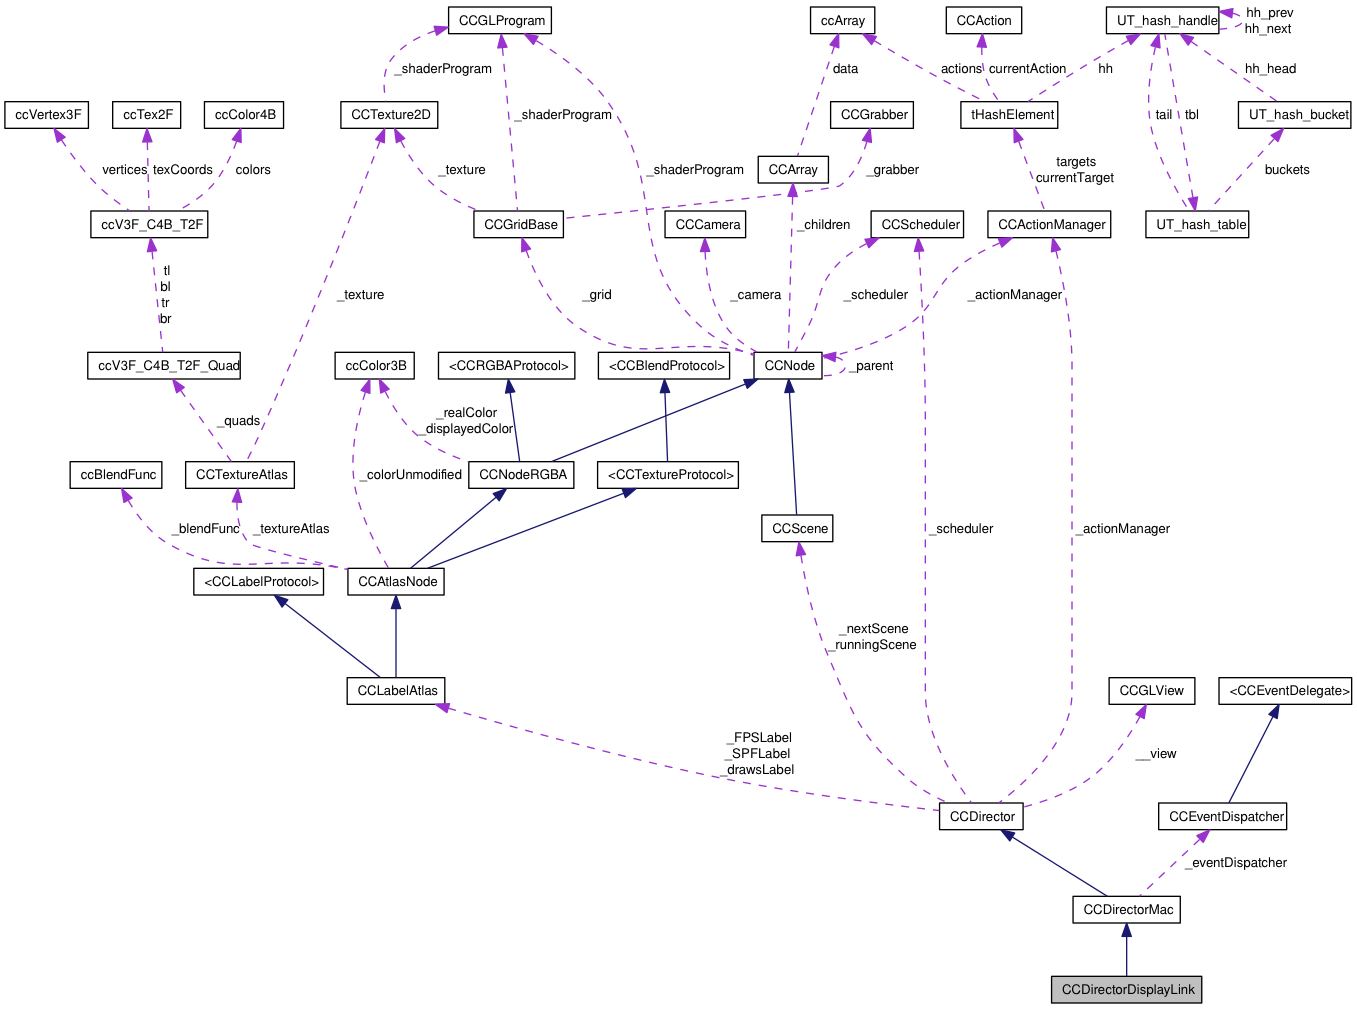 CCGLProgram
ccArray
CCAction
UT_hash_handle
hh_prev
hh_next
_shaderProgram
data
actions
currentAction
hh
hh_head
ccVertex3F
ccTex2F
ccColor4B
CCTexture2D
_shaderProgram
CCGrabber
tHashElement
tail
tbl
UT_hash_bucket
vertices
texCoords
colors
_texture
_shaderProgram
CCArray
_grabber
targets
currentTarget
buckets
ccV3F_C4B_T2F
CCGridBase
CCCamera
_children
CCScheduler
CCActionManager
UT_hash_table
tl
bl
tr
br
_texture
_grid
_camera
_scheduler
_actionManager
ccV3F_C4B_T2F_Quad
ccColor3B
<CCRGBAProtocol>
<CCBlendProtocol>
CCNode
_parent
_quads
_realColor
_displayedColor
ccBlendFunc
CCTextureAtlas
_colorUnmodified
CCNodeRGBA
<CCTextureProtocol>
_blendFunc
_textureAtlas
CCScene
_scheduler
_actionManager
<CCLabelProtocol>
CCAtlasNode
_nextScene
_runningScene
CCLabelAtlas
CCGLView
<CCEventDelegate>
_FPSLabel
_SPFLabel
_drawsLabel
__view
CCDirector
CCEventDispatcher
_eventDispatcher
CCDirectorMac
CCDirectorDisplayLink